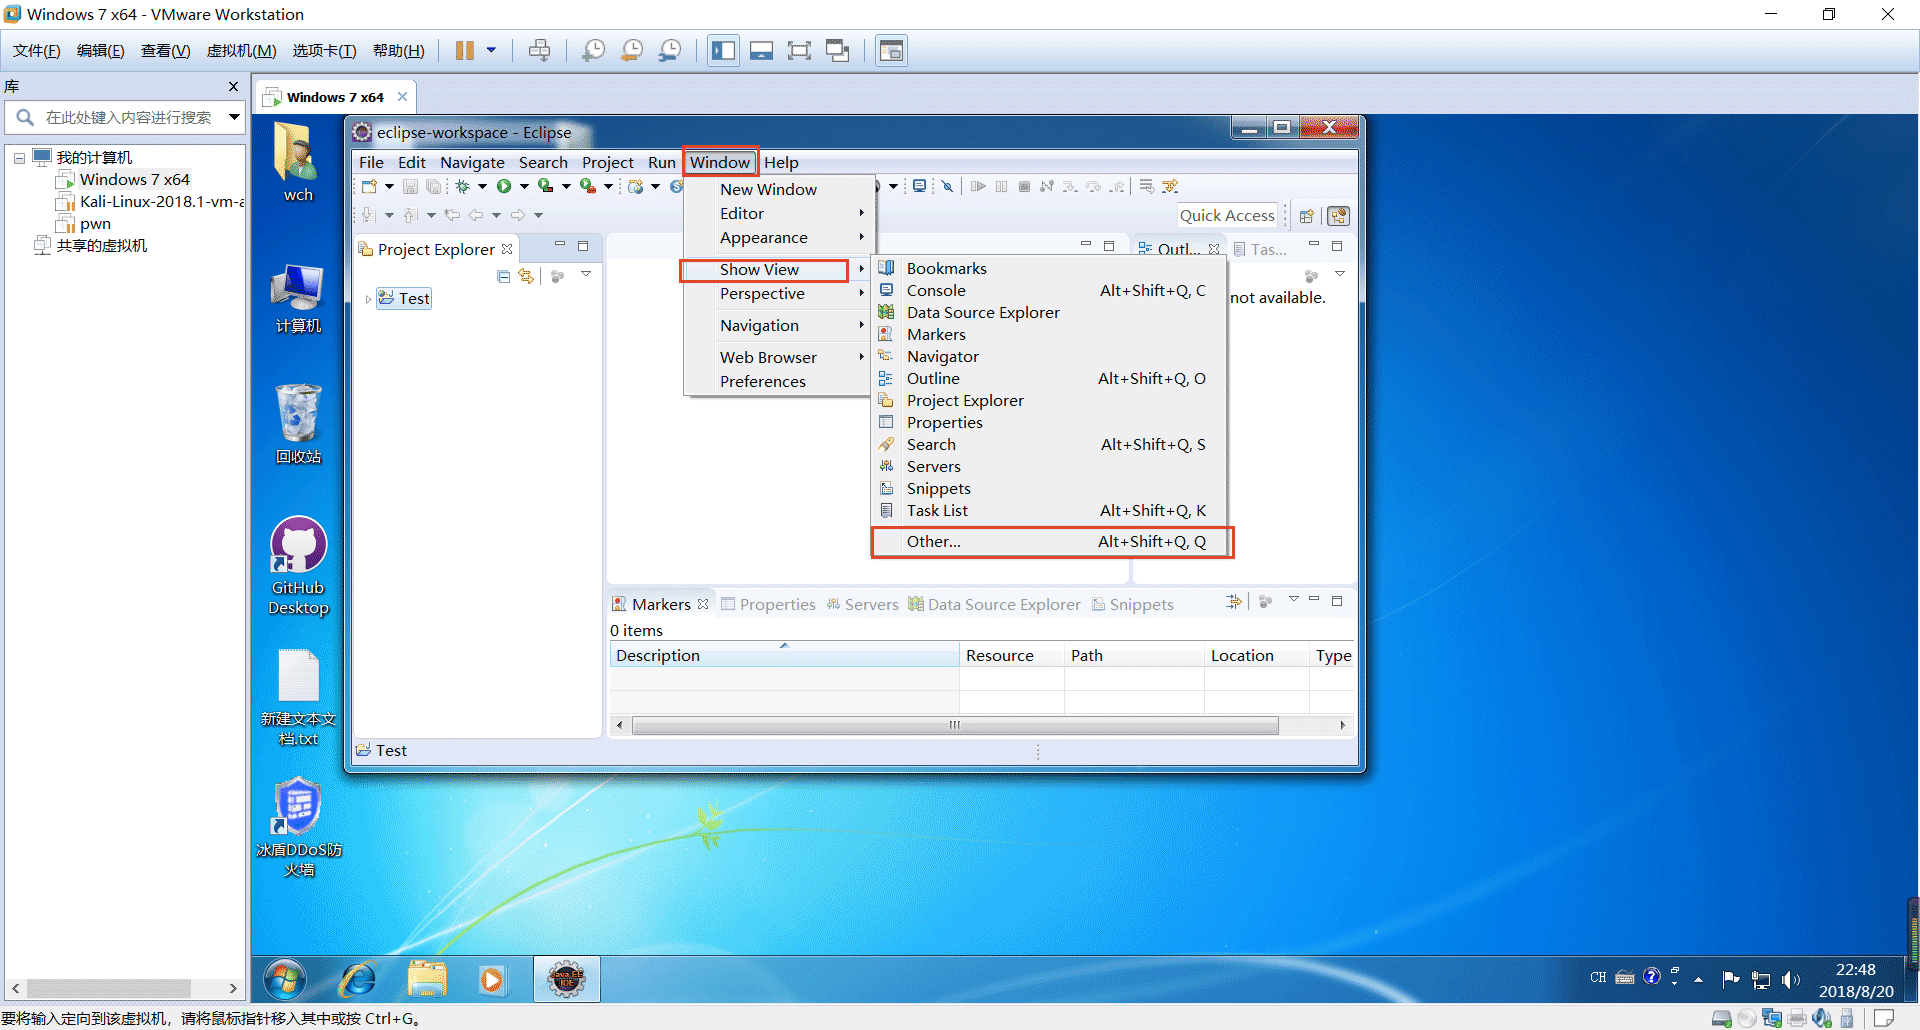 Windows 7 x64 - VMware Workstation
文件(F) 编辑(E) 查看(V) 虚拟机(M) 选项卡(T) 帮助(H)
库
在此处键入内容进行搜索
我的计算机
Windows 7 x64
Kali-Linux-2018.1-vm-a
pwn
共享的虚拟机
Windows 7 x64
wch
计算机
回收站
GitHub
Desktop
新建文本文
档.txt
冰盾DDoS防
火墙
eclipse-workspace - Eclipse
File Edit Navigate Search Project Run Window Help
Quick Access
Project Explorer
Test
New Window
Editor
Appearance
Show View
Perspective
Navigation
Web Browser
Preferences
Bookmarks
Console Alt+Shift+Q, C
Data Source Explorer
Markers
Navigator
Outline Alt+Shift+Q, O
Project Explorer
Properties
Search Alt+Shift+Q, S
Servers
Snippets
Task List Alt+Shift+Q, K
Other... Alt+Shift+Q, Q
Outl... Tas...
not available.
Markers Properties Servers Data Source Explorer Snippets
0 items
Description Resource Path Location Type
Test
Java EE
IDE
CH
22:48
2018/8/20
要将输入定向到该虚拟机，请将鼠标指针移入其中或按 Ctrl+G。